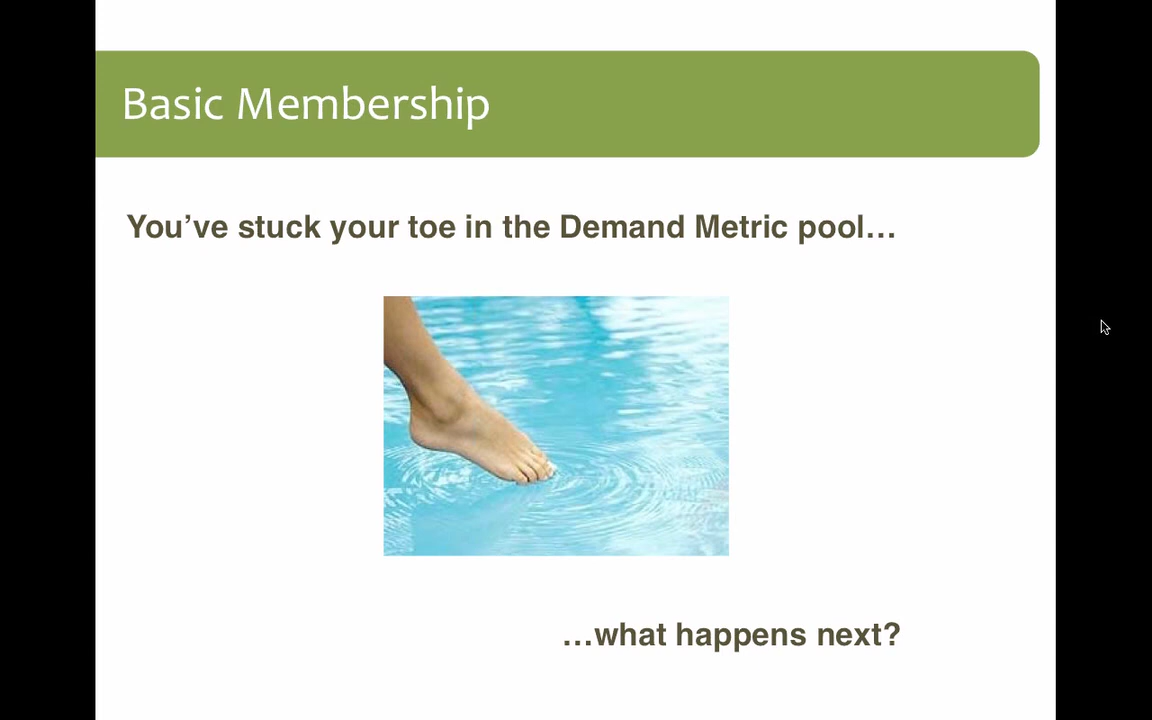 Basic Membership
You’ve stuck your toe in the Demand Metric pool…
…what happens next?